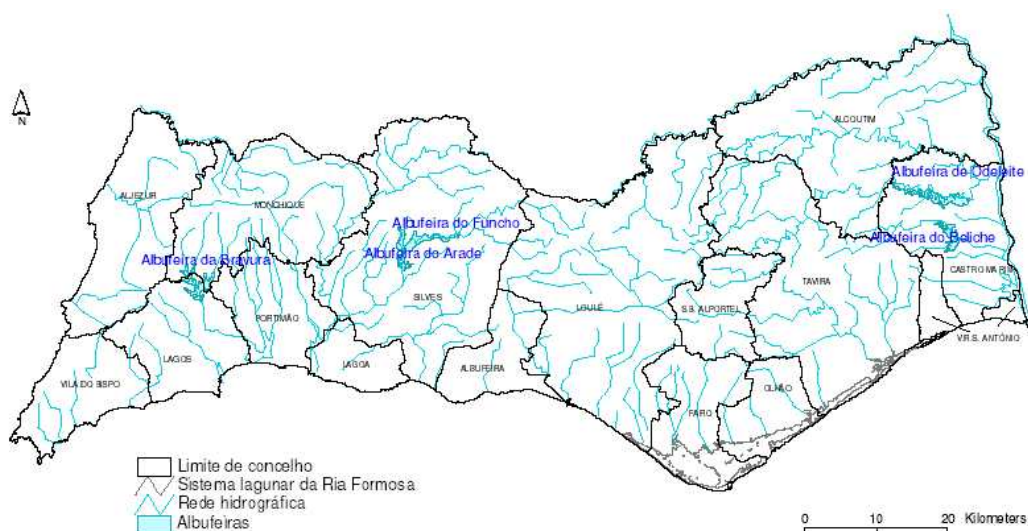 N
ALCOUTIM
Albufeira de Odeleite
ALJEZUR
MONCHIQUE
Albufeira do Funcho
Albufeira do Beliche
Albufeira do Arade
Albufeira da Bravura
CASTRO MARIM
TAVIRA
SILVES
LOULÉ
S.B. ALPORTEL
PORTIMÃO
V.R.S. ANTÓNIO
LAGOS
LAGOA
ALBUFEIRA
OLHÃO
VILA DO BISPO
FARO
Limite de concelho
Sistema lagunar da Ria Formosa
Rede hidrográfica
Albufeiras
0 10 20 Kilometers